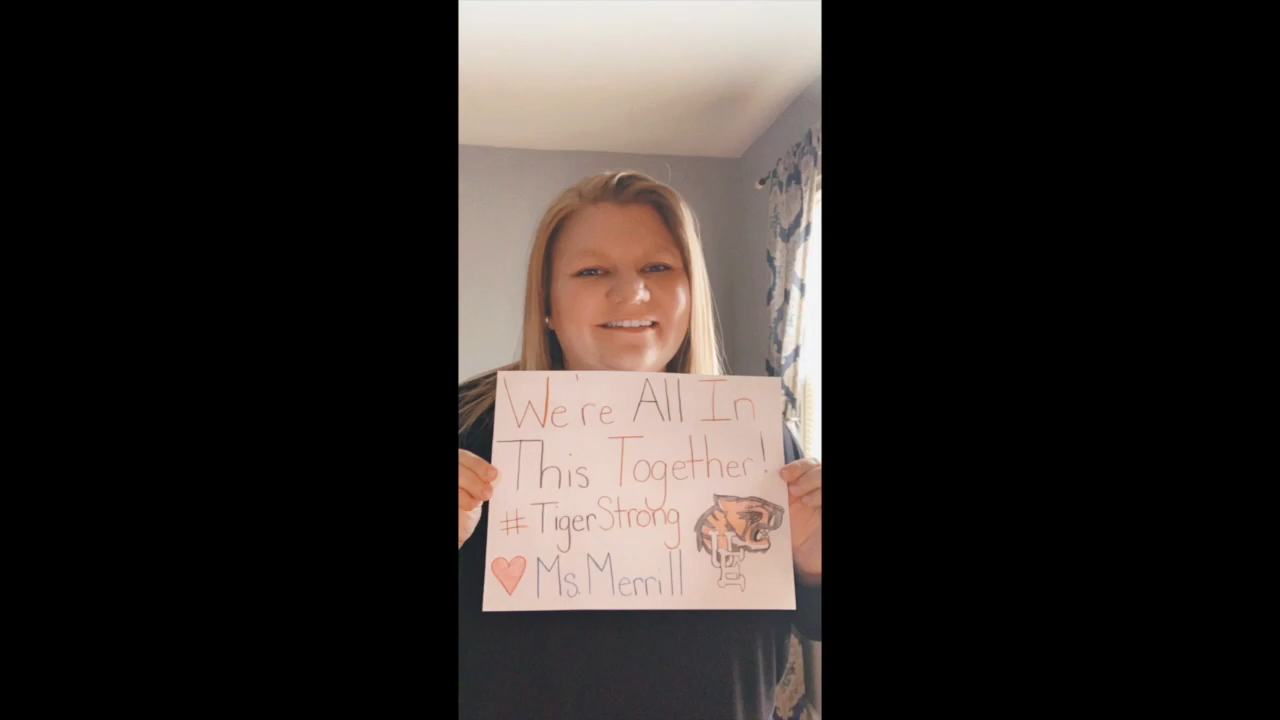 We're All In
This Together!
#TigerStrong
♥ Ms. Merrill